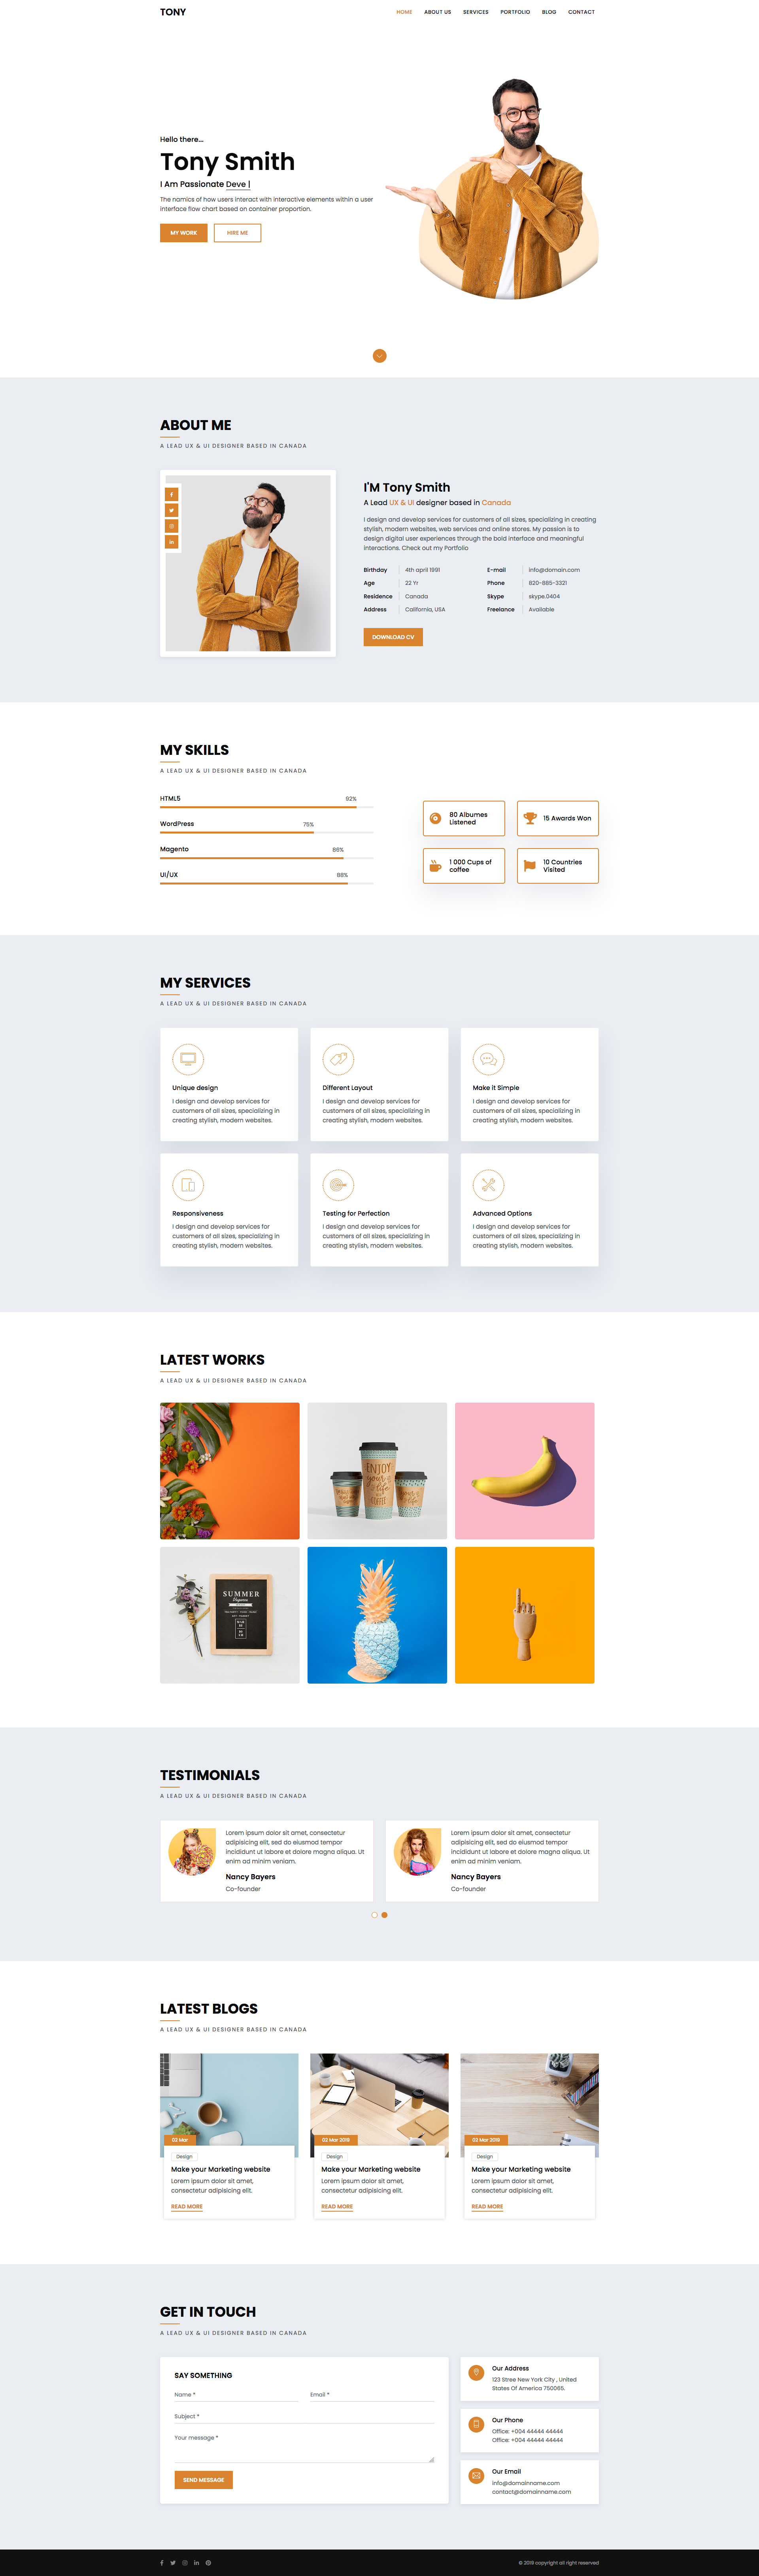 TONY
HOME ABOUT US SERVICES PORTFOLIO BLOG CONTACT
Hello there...
Tony Smith
I Am Passionate Deve |
The nomics of how users interact with interactive elements within a user
interface flow chart based on container proportion.
MY WORK HIRE ME
ABOUT ME
A LEAD UX & UI DESIGNER BASED IN CANADA
I'M Tony Smith
A Lead UX & UI designer based in Canada
I design and develop services for customers of all sizes, specializing in creating
stylish, modern websites, web services and online stores. My passion is to
design digital user experiences through the bold interface and meaningful
interactions. Check out my Portfolio
Birthday 4th april 1991 E-mail info@domain.com
Age 22 Yr Phone 820-885-3321
Residence Canada Skype skype.0404
Address California, USA Freelance Available
DOWNLOAD CV
MY SKILLS
A LEAD UX & UI DESIGNER BASED IN CANADA
HTML5 92%
WordPress 75%
Magento 86%
UI/UX 88%
80 Albumes
Listened
15 Awards Won
1 000 Cups of
coffee
10 Countries
Visited
MY SERVICES
A LEAD UX & UI DESIGNER BASED IN CANADA
Unique design
I design and develop services for
customers of all sizes, specializing in
creating stylish, modern websites.
Different Layout
I design and develop services for
customers of all sizes, specializing in
creating stylish, modern websites.
Make it Simple
I design and develop services for
customers of all sizes, specializing in
creating stylish, modern websites.
Responsiveness
I design and develop services for
customers of all sizes, specializing in
creating stylish, modern websites.
Testing for Perfection
I design and develop services for
customers of all sizes, specializing in
creating stylish, modern websites.
Advanced Options
I design and develop services for
customers of all sizes, specializing in
creating stylish, modern websites.
LATEST WORKS
A LEAD UX & UI DESIGNER BASED IN CANADA
ENJOY
your
life
COFFEE
SUMMER
TESTIMONIALS
A LEAD UX & UI DESIGNER BASED IN CANADA
Lorem ipsum dolor sit amet, consectetur
adipisicing elit, sed do eiusmod tempor
incididunt ut labore et dolore magna aliqua. Ut
enim ad minim veniam.
Nancy Bayers
Co-founder
Lorem ipsum dolor sit amet, consectetur
adipisicing elit, sed do eiusmod tempor
incididunt ut labore et dolore magna aliqua. Ut
enim ad minim veniam.
Nancy Bayers
Co-founder
LATEST BLOGS
A LEAD UX & UI DESIGNER BASED IN CANADA
02 Mar
Design
Make your Marketing website
Lorem ipsum dolor sit amet,
consectetur adipisicing elit.
READ MORE
02 Mar 2019
Design
Make your Marketing website
Lorem ipsum dolor sit amet,
consectetur adipisicing elit.
READ MORE
02 Mar 2019
Design
Make your Marketing website
Lorem ipsum dolor sit amet,
consectetur adipisicing elit.
READ MORE
GET IN TOUCH
A LEAD UX & UI DESIGNER BASED IN CANADA
SAY SOMETHING
Name * Email *
Subject *
Your message *
SEND MESSAGE
Our Address
123 Stree New York City , United
States Of America 750065.
Our Phone
Office: +004 44444 44444
Office: +004 44444 44444
Our Email
info@domainname.com
contact@domainname.com
© 2019 copyright all right reserved